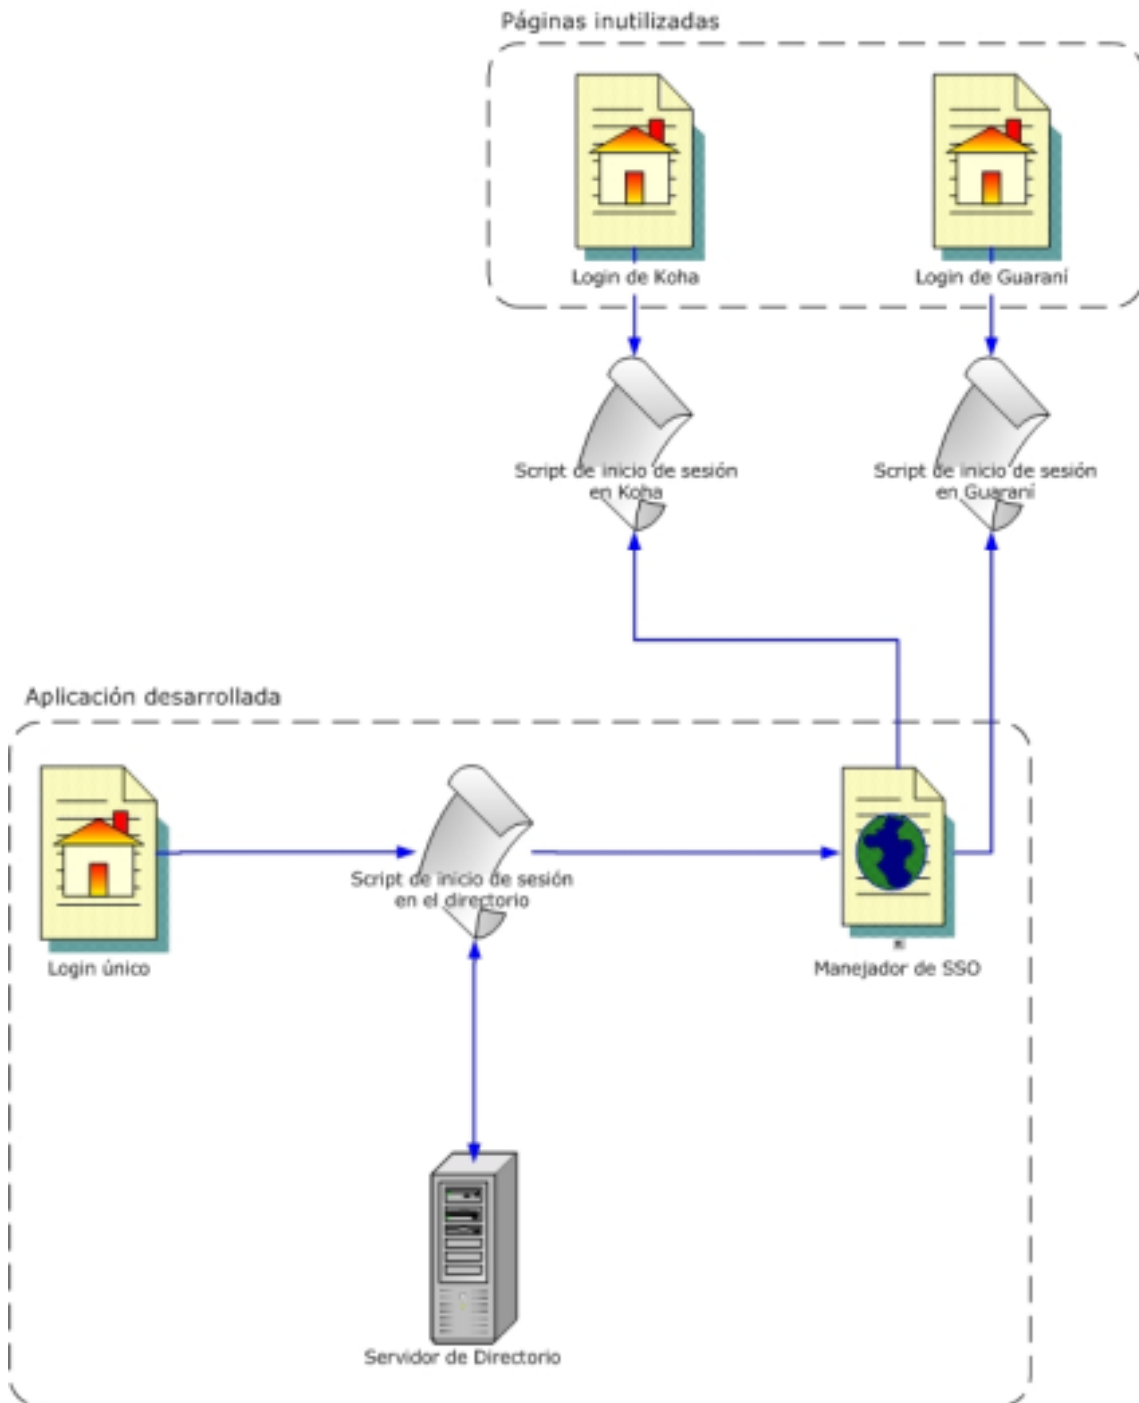 Páginas inutilizadas
Login de Koha
Login de Guaraní
Script de inicio de sesión
en Koha
Script de inicio de sesión
en Guaraní
Aplicación desarrollada
Login único
Script de inicio de sesión
en el directorio
Manejador de SSO
Servidor de Directorio